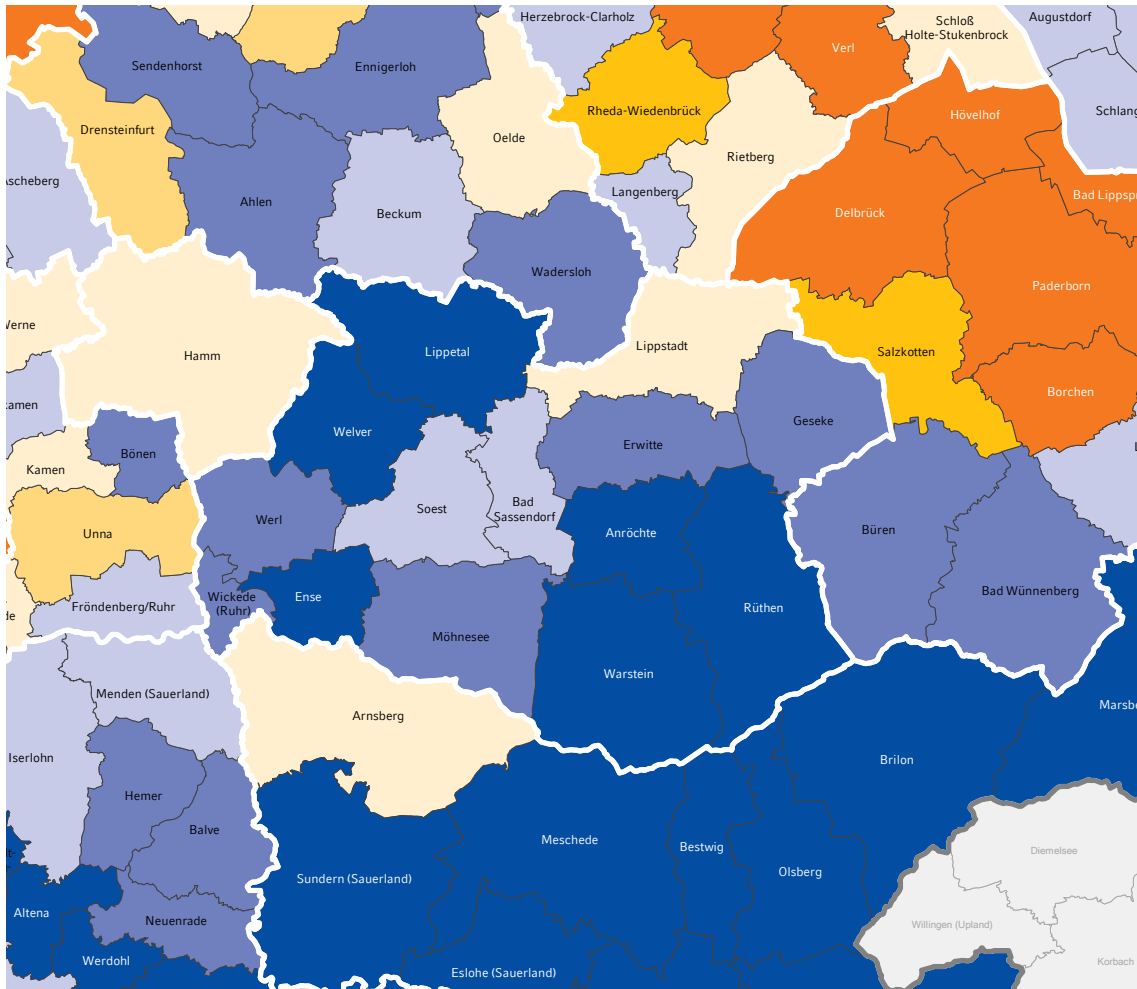 Herzebrock-Clarholz
Augustdorf
Schloß
Holte-Stukenbrock
Verl
Sendenhorst
Ennigerloh
Rheda-Wiedenbrück
Hövelhof
Schlang
Drensteinfurt
Oelde
Rietberg
Ascheberg
Langenberg
Bad Lippspr
Ahlen
Beckum
Delbrück
Wadersloh
Paderborn
Werne
Hamm
Lippetal
Lippstadt
Salzkotten
Borchen
kamen
Welver
Geseke
Erwitte
Bönen
Kamen
Bad
Sassendorf
Soest
Werl
Unna
Anröchte
Büren
Bad Wünnenberg
Wickede
(Ruhr)
Ense
Fröndenberg/Ruhr
Rüthen
de
Möhnesee
Warstein
Menden (Sauerland)
Marsbe
Arnsberg
Iserlohn
Brilon
Hemer
Balve
Meschede
Bestwig
Diemelsee
Olsberg
Sundern (Sauerland)
Altena
Neuenrade
Willingen (Upland)
Werdohl
Korbach
Eslohe (Sauerland)